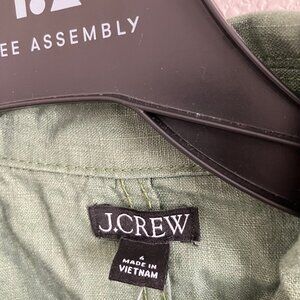 EE ASSEMBLY
J.CREW
4
MADE IN
VIETNAM